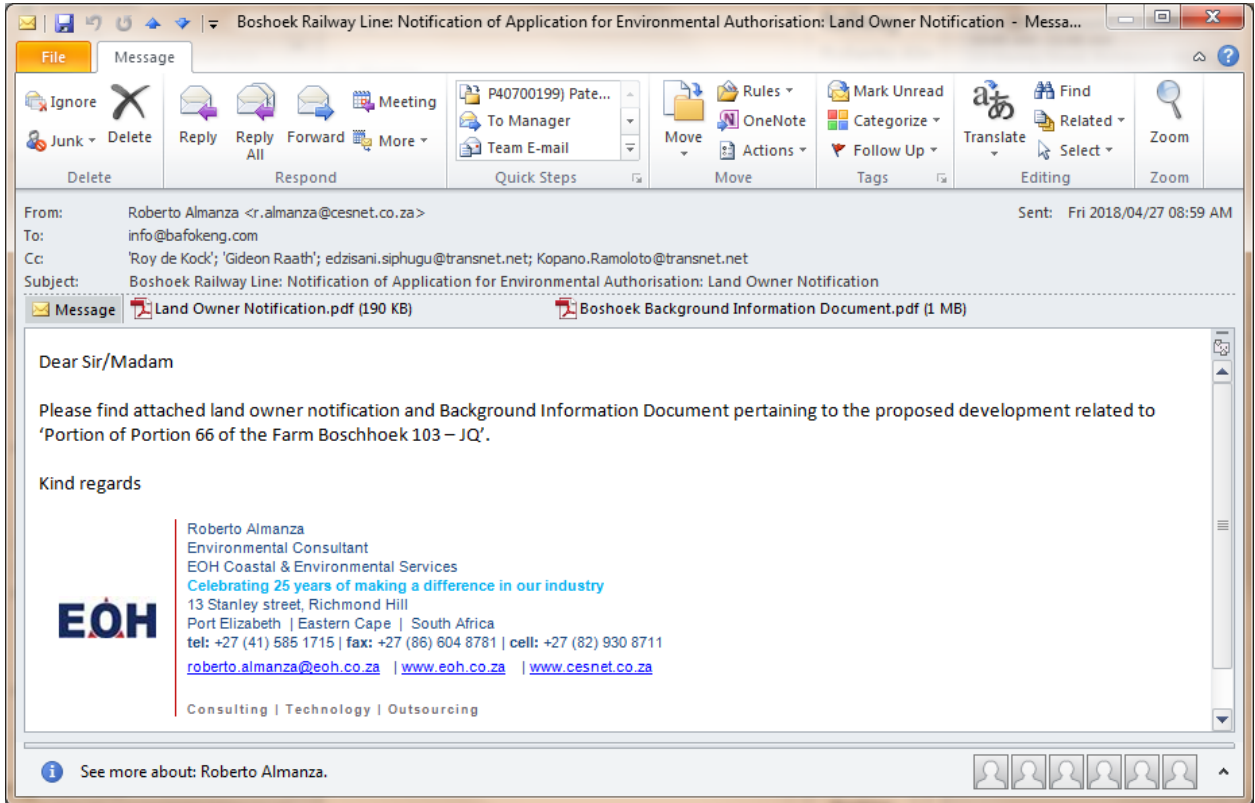 Boshoek Railway Line: Notification of Application for Environmental Authorisation: Land Owner Notification - Messa...
File Message
Ignore
Junk
Delete
Delete
Reply
Reply All
Forward
Meeting
More
Respond
P40700199) Pate...
To Manager
Team E-mail
Quick Steps
Move
Rules
OneNote
Actions
Move
Mark Unread
Categorize
Follow Up
Tags
Translate
Find
Related
Select
Editing
Zoom
Zoom
From: Roberto Almanza <r.almanza@cesnet.co.za> Sent: Fri 2018/04/27 08:59 AM
To: info@bafokeng.com
Cc: 'Roy de Kock'; 'Gideon Raath'; edzisani.siphugu@transnet.net; Kopano.Ramoloto@transnet.net
Subject: Boshoek Railway Line: Notification of Application for Environmental Authorisation: Land Owner Notification
Message Land Owner Notification.pdf (190 KB) Boshoek Background Information Document.pdf (1 MB)
Dear Sir/Madam
Please find attached land owner notification and Background Information Document pertaining to the proposed development related to
‘Portion of Portion 66 of the Farm Boschhoek 103 – JQ’.
Kind regards
EOH
Roberto Almanza
Environmental Consultant
EOH Coastal & Environmental Services
Celebrating 25 years of making a difference in our industry
13 Stanley street, Richmond Hill
Port Elizabeth | Eastern Cape | South Africa
tel: +27 (41) 585 1715 | fax: +27 (86) 604 8781 | cell: +27 (82) 930 8711
roberto.almanza@eoh.co.za | www.eoh.co.za | www.cesnet.co.za
Consulting | Technology | Outsourcing
See more about: Roberto Almanza.